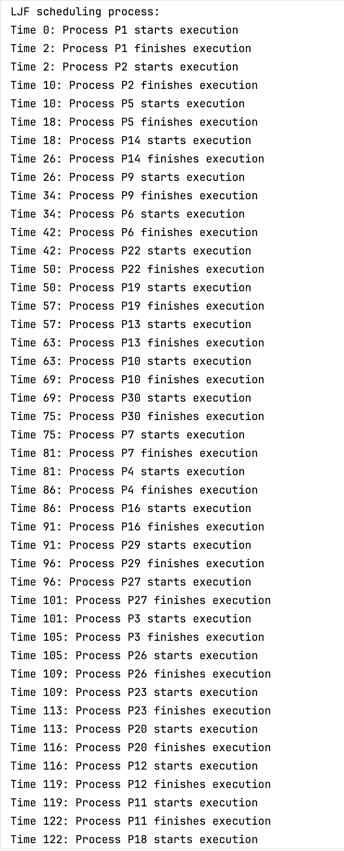 LJF scheduling process:
Time 0: Process P1 starts execution
Time 2: Process P1 finishes execution
Time 2: Process P2 starts execution
Time 10: Process P2 finishes execution
Time 10: Process P5 starts execution
Time 18: Process P5 finishes execution
Time 18: Process P14 starts execution
Time 26: Process P14 finishes execution
Time 26: Process P9 starts execution
Time 34: Process P9 finishes execution
Time 34: Process P6 starts execution
Time 42: Process P6 finishes execution
Time 42: Process P22 starts execution
Time 50: Process P22 finishes execution
Time 50: Process P19 starts execution
Time 57: Process P19 finishes execution
Time 57: Process P13 starts execution
Time 63: Process P13 finishes execution
Time 63: Process P10 starts execution
Time 69: Process P10 finishes execution
Time 69: Process P30 starts execution
Time 75: Process P30 finishes execution
Time 75: Process P7 starts execution
Time 81: Process P7 finishes execution
Time 81: Process P4 starts execution
Time 86: Process P4 finishes execution
Time 86: Process P16 starts execution
Time 91: Process P16 finishes execution
Time 91: Process P29 starts execution
Time 96: Process P29 finishes execution
Time 96: Process P27 starts execution
Time 101: Process P27 finishes execution
Time 101: Process P3 starts execution
Time 105: Process P3 finishes execution
Time 105: Process P26 starts execution
Time 109: Process P26 finishes execution
Time 109: Process P23 starts execution
Time 113: Process P23 finishes execution
Time 113: Process P20 starts execution
Time 116: Process P20 finishes execution
Time 116: Process P12 starts execution
Time 119: Process P12 finishes execution
Time 119: Process P11 starts execution
Time 122: Process P11 finishes execution
Time 122: Process P18 starts execution